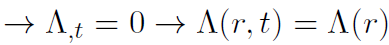 → Λ,t = 0 → Λ(r, t) = Λ(r)